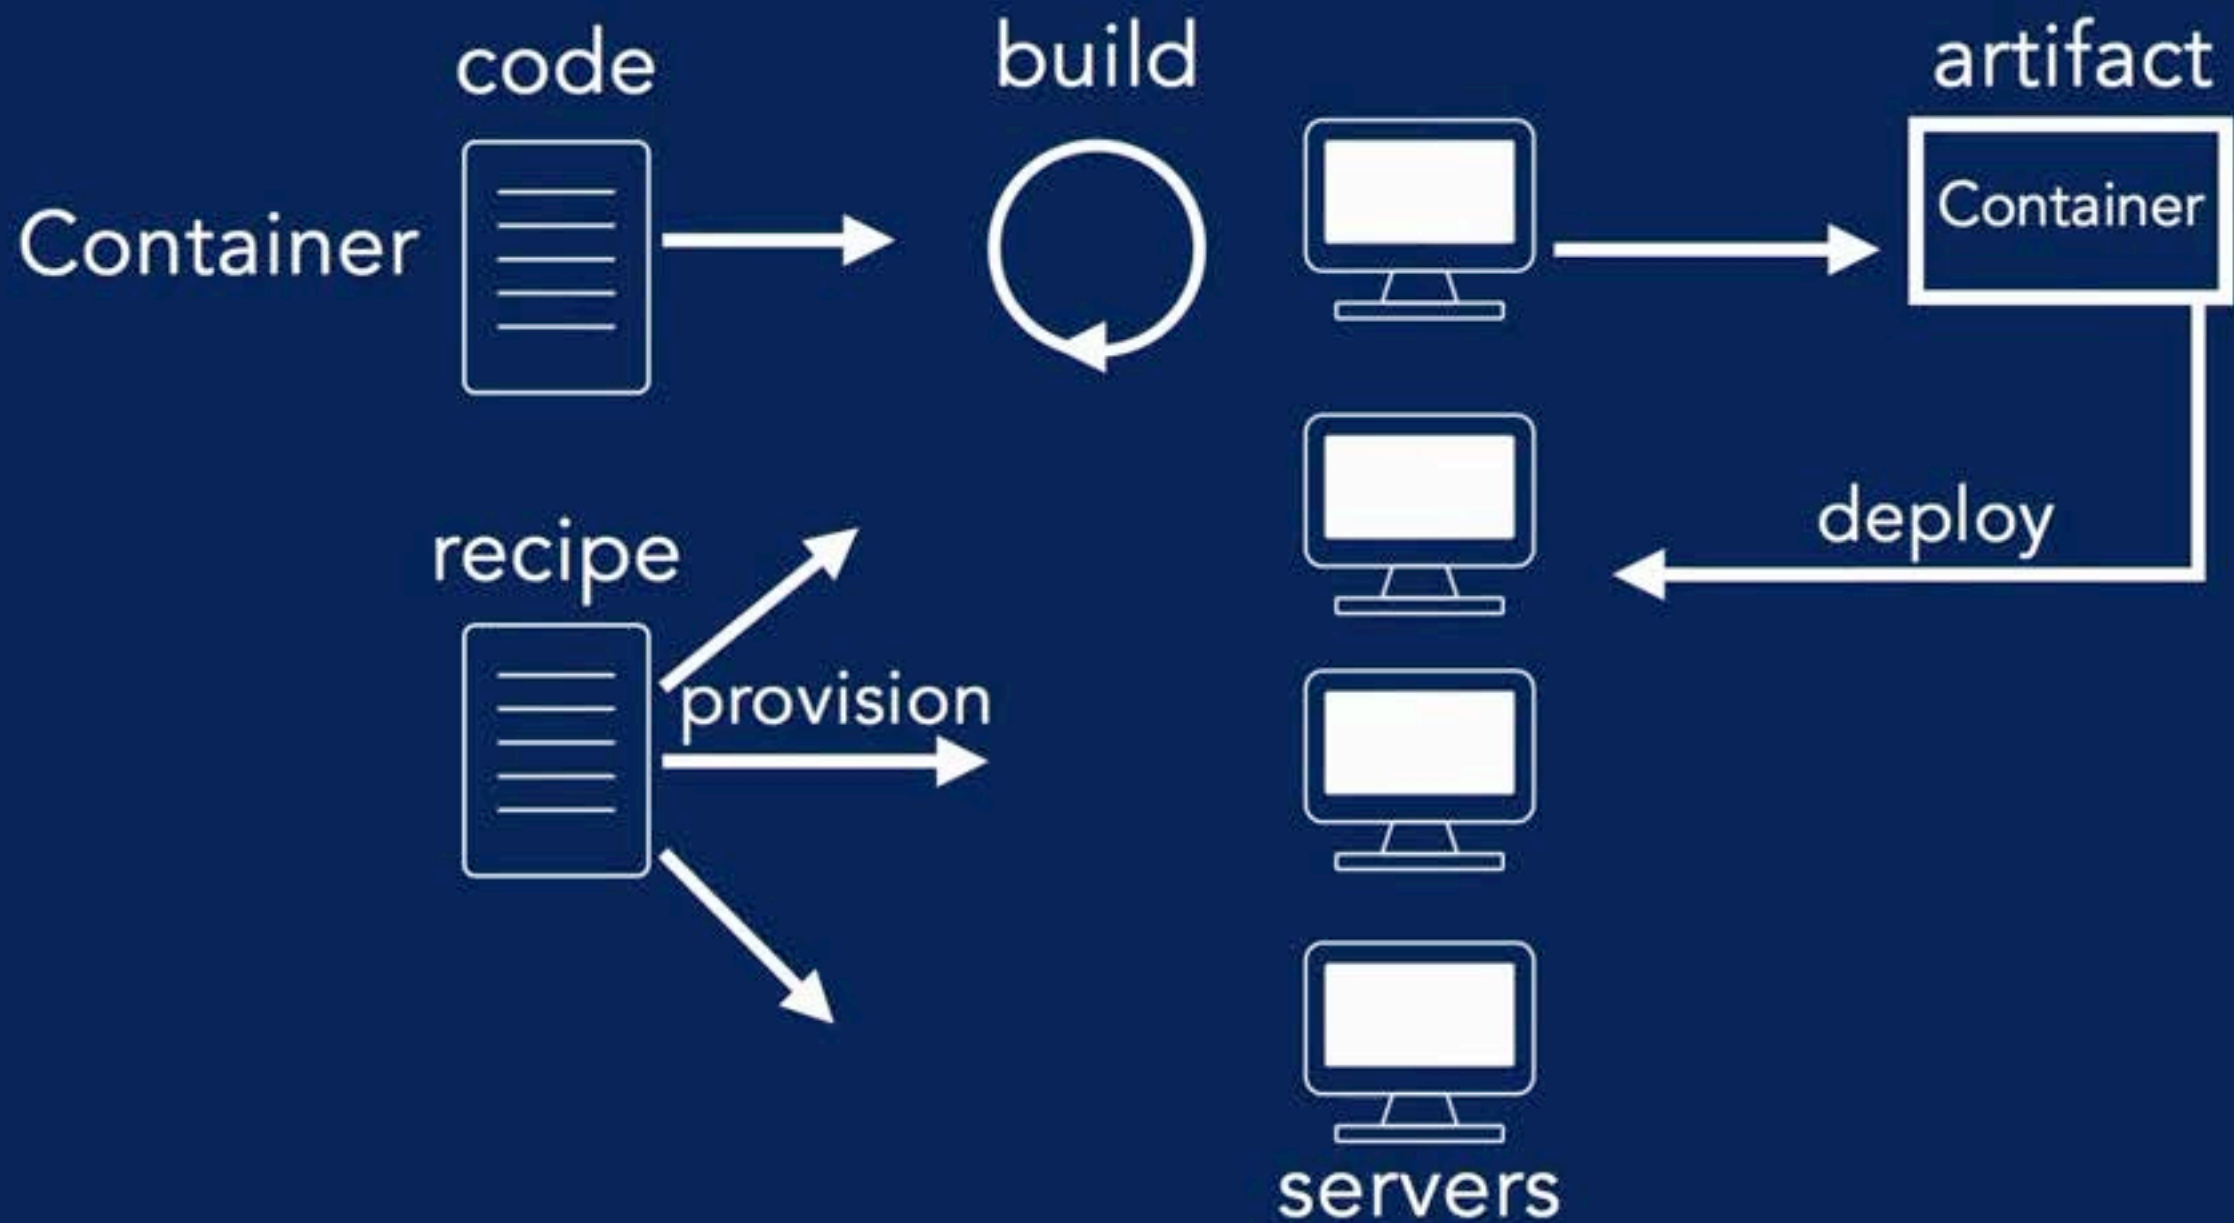 code
build
artifact
Container
Container
recipe
deploy
provision
servers